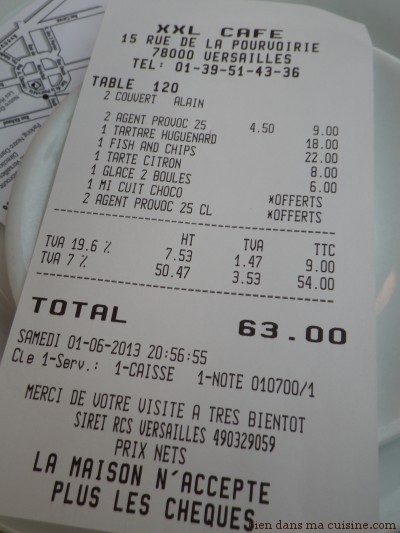 XXL CAFE
15 RUE DE LA POURVOIRIE
78000 VERSAILLES
TEL: 01-39-51-43-36
TABLE 120
2 COUVERT ALAIN
2 AGENT PROVOC 25 4.50 9.00
1 TARTARE HUGUENARD 18.00
1 FISH AND CHIPS 22.00
1 TARTE CITRON 8.00
1 GLACE 2 BOULES 6.00
1 MI CUIT CHOCO *OFFERTS
2 AGENT PROVOC 25 CL *OFFERTS
HT TVA TTC
TVA 19.6 % 7.53 1.47 9.00
TVA 7 % 50.47 3.53 54.00
TOTAL 63.00
SAMEDI 01-06-2013 20:56:55
Cle 1-Serv.: 1-CAISSE 1-NOTE 010700/1
MERCI DE VOTRE VISITE A TRES BIENTOT
SIRET RCS VERSAILLES 490329059
PRIX NETS
LA MAISON N'ACCEPTE
PLUS LES CHEQUES
bien dans ma cuisine.com